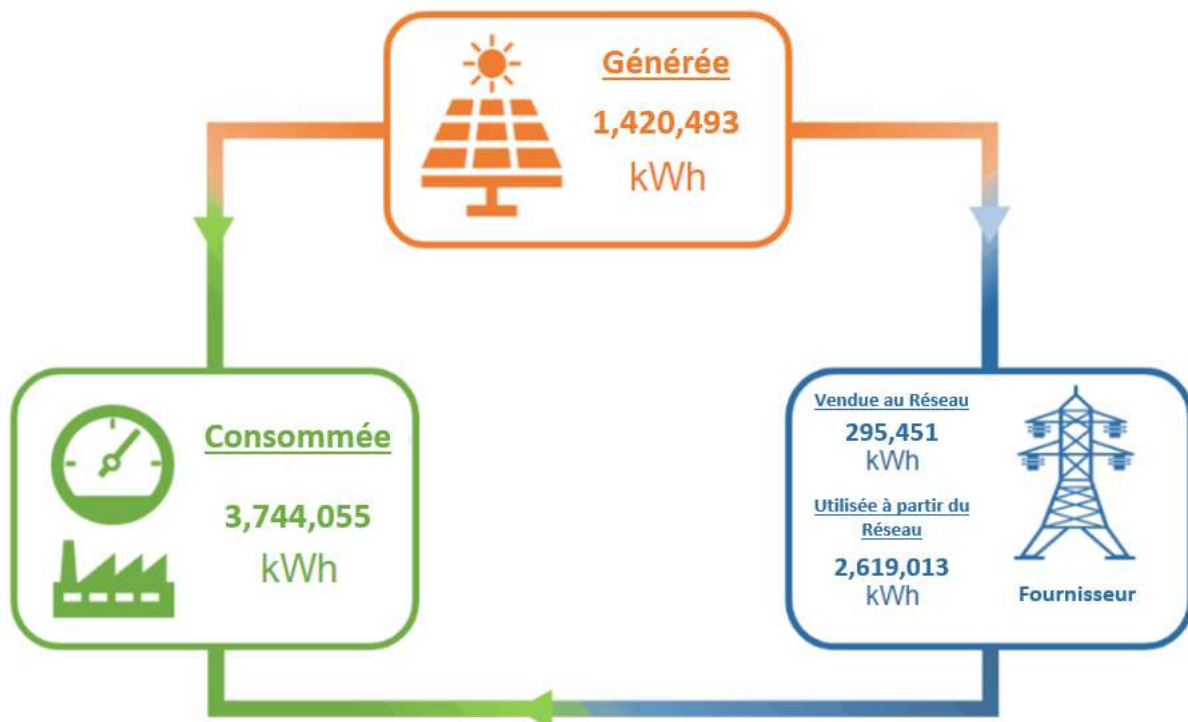 Générée
1,420,493
kWh
Consommée
3,744,055
kWh
Vendue au Réseau
295,451
kWh
Utilisée à partir du
Réseau
2,619,013
kWh
Fournisseur